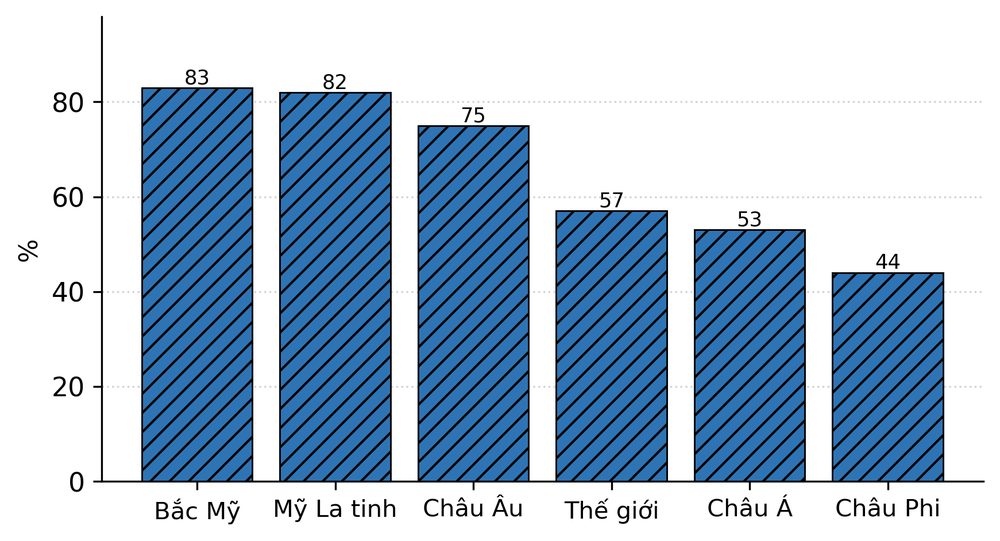 83
82
75
57
53
44
80
60
40
20
0
%
Bắc Mỹ
Mỹ La tinh
Châu Âu
Thế giới
Châu Á
Châu Phi